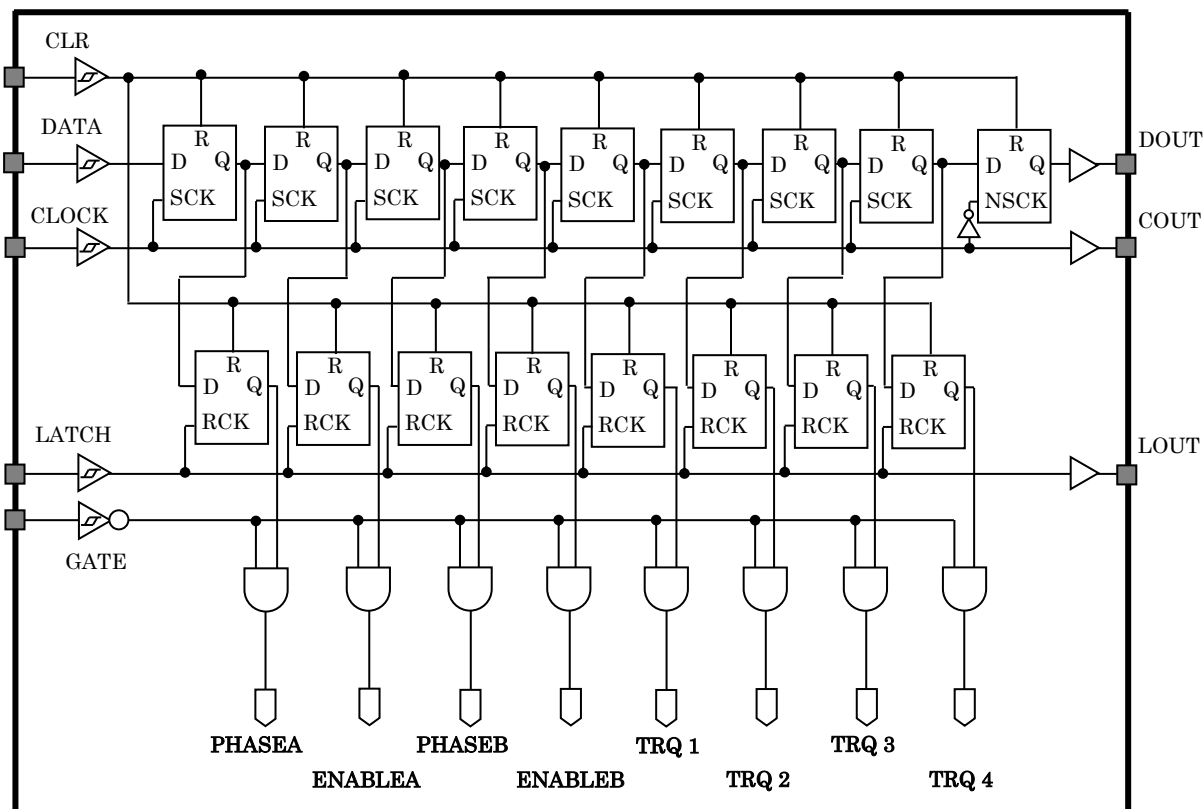 CLR
R R R R R R R R R
DATA
DOUT
D Q D Q D Q D Q D Q D Q D Q D Q D Q
SCK SCK SCK SCK SCK SCK SCK SCK NSCK
CLOCK
COUT
R R R R R R R R
D Q D Q D Q D Q D Q D Q D Q D Q
RCK RCK RCK RCK RCK RCK RCK RCK
LATCH
LOUT
GATE
PHASEA PHASEB TRQ 1 TRQ 3
ENABLEA ENABLEB TRQ 2 TRQ 4